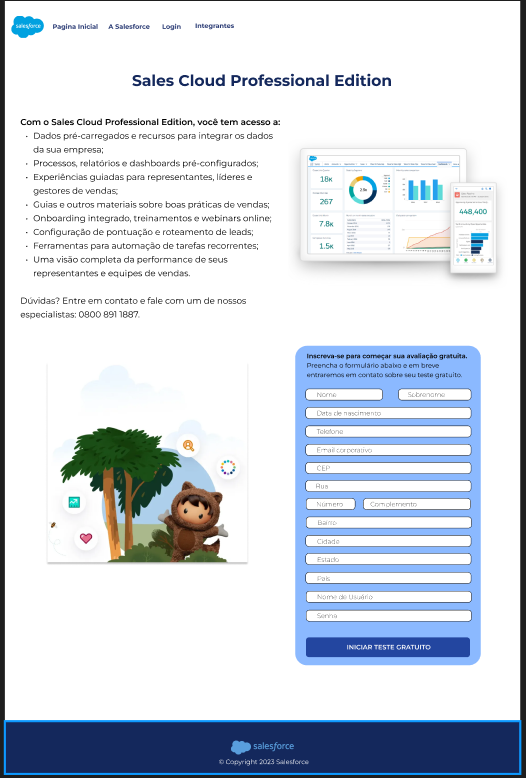 salesforce
Pagina Inicial A Salesforce Login Integrantes
Sales Cloud Professional Edition
Com o Sales Cloud Professional Edition, você tem acesso a:
• Dados pré-carregados e recursos para integrar os dados
da sua empresa;
• Processos, relatórios e dashboards pré-configurados;
• Experiências guiadas para representantes, líderes e
gestores de vendas;
• Guias e outros materiais sobre boas práticas de vendas;
• Onboarding integrado, treinamentos e webinars online;
• Configuração de pontuação e roteamento de leads;
• Ferramentas para automação de tarefas recorrentes;
• Uma visão completa da performance de seus
representantes e equipes de vendas.
Dúvidas? Entre em contato e fale com um de nossos
especialistas: 0800 891 1887.
18K
267
7.8K
1.5K
2.5K
448,400
Inscreva-se para começar sua avaliação gratuita.
Preencha o formulário abaixo e em breve
entraremos em contato sobre seu teste gratuito.
Nome Subrenome
Data de nascimento
Telefone
Email corporativo
CEP
Rua
Número Complemento
Bairro
Cidade
Estado
País
Nome de Usuário
Senha
INICIAR TESTE GRATUITO
salesforce
© Copyright 2023 Salesforce